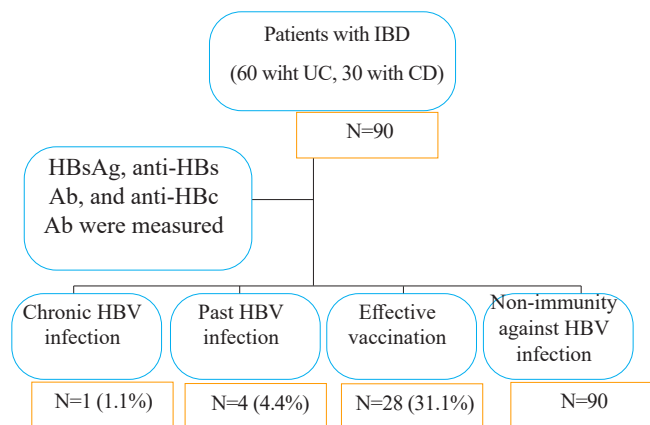 Patients with IBD
(60 wiht UC, 30 with CD)
N=90
HBsAg, anti-HBs
Ab, and anti-HBc
Ab were measured
Chronic HBV
infection
N=1 (1.1%)
Past HBV
infection
N=4 (4.4%)
Effective
vaccination
N=28 (31.1%)
Non-immunity
against HBV
infection
N=90